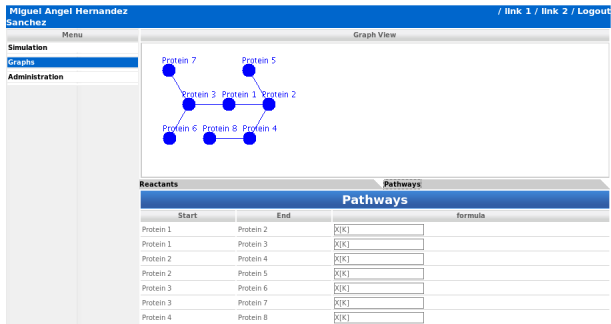 Miguel Angel Hernandez
Sanchez
/ link 1 / link 2 / Logout
Menu
Graph View
Simulation
Graphs
Administration
Protein 7
Protein 5
Protein 3
Protein 1
Protein 2
Protein 6
Protein 8
Protein 4
Reactants
Pathways
Pathways
Start End formula
Protein 1 Protein 2 X[K]
Protein 1 Protein 3 X[K]
Protein 2 Protein 4 X[K]
Protein 2 Protein 5 X[K]
Protein 3 Protein 6 X[K]
Protein 3 Protein 7 X[K]
Protein 4 Protein 8 X[K]